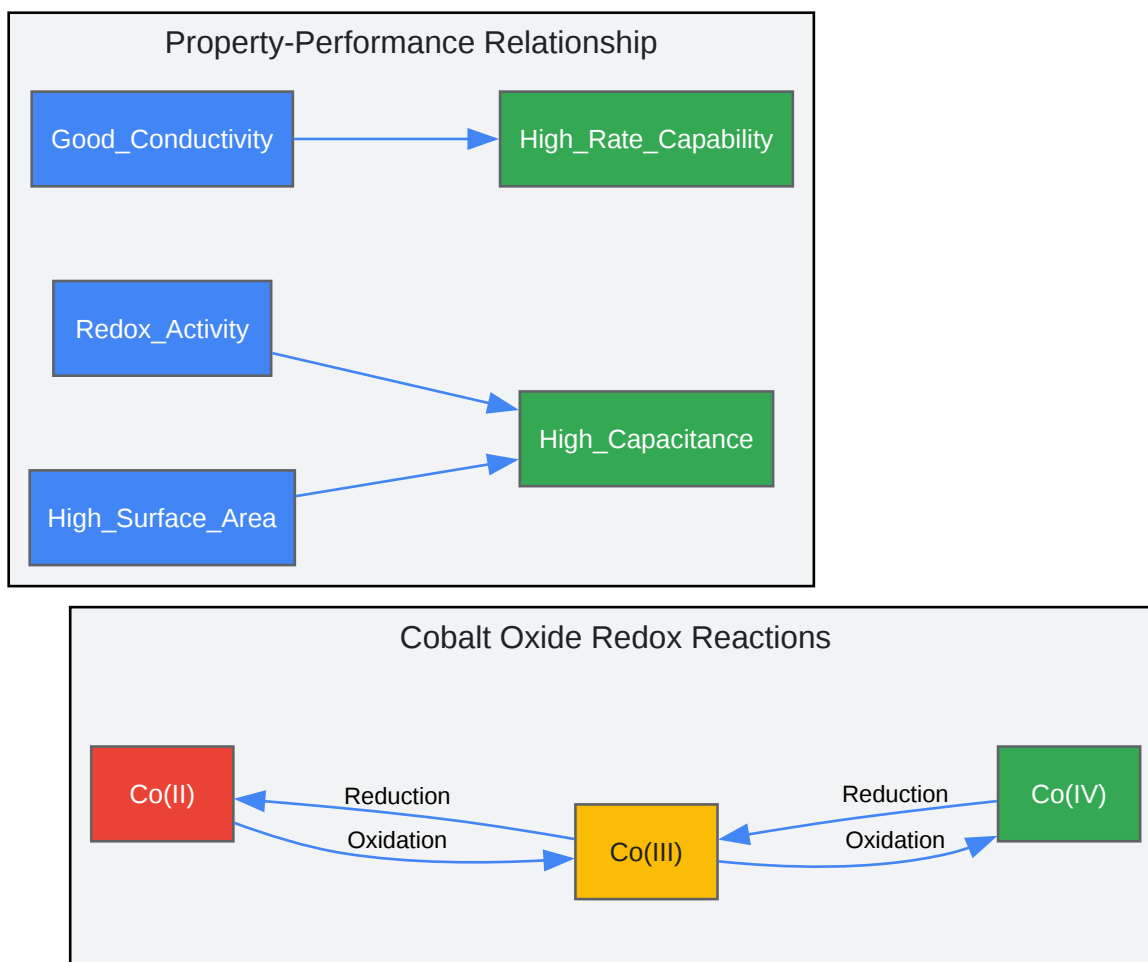 Property-Performance Relationship
Good_Conductivity
High_Rate_Capability
Redox_Activity
High_Capacitance
High_Surface_Area
Cobalt Oxide Redox Reactions
Co(II)
Reduction
Oxidation
Co(III)
Reduction
Oxidation
Co(IV)